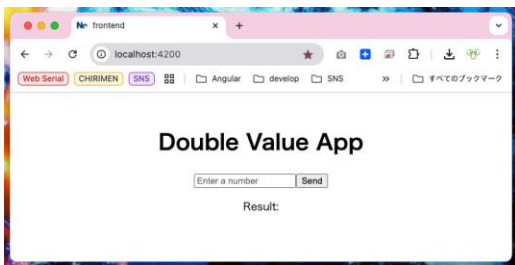 frontend
localhost:4200
Web Serial CHIRIMEN SNS Angular develop SNS » すべてのブックマーク
Double Value App
Enter a number Send
Result: